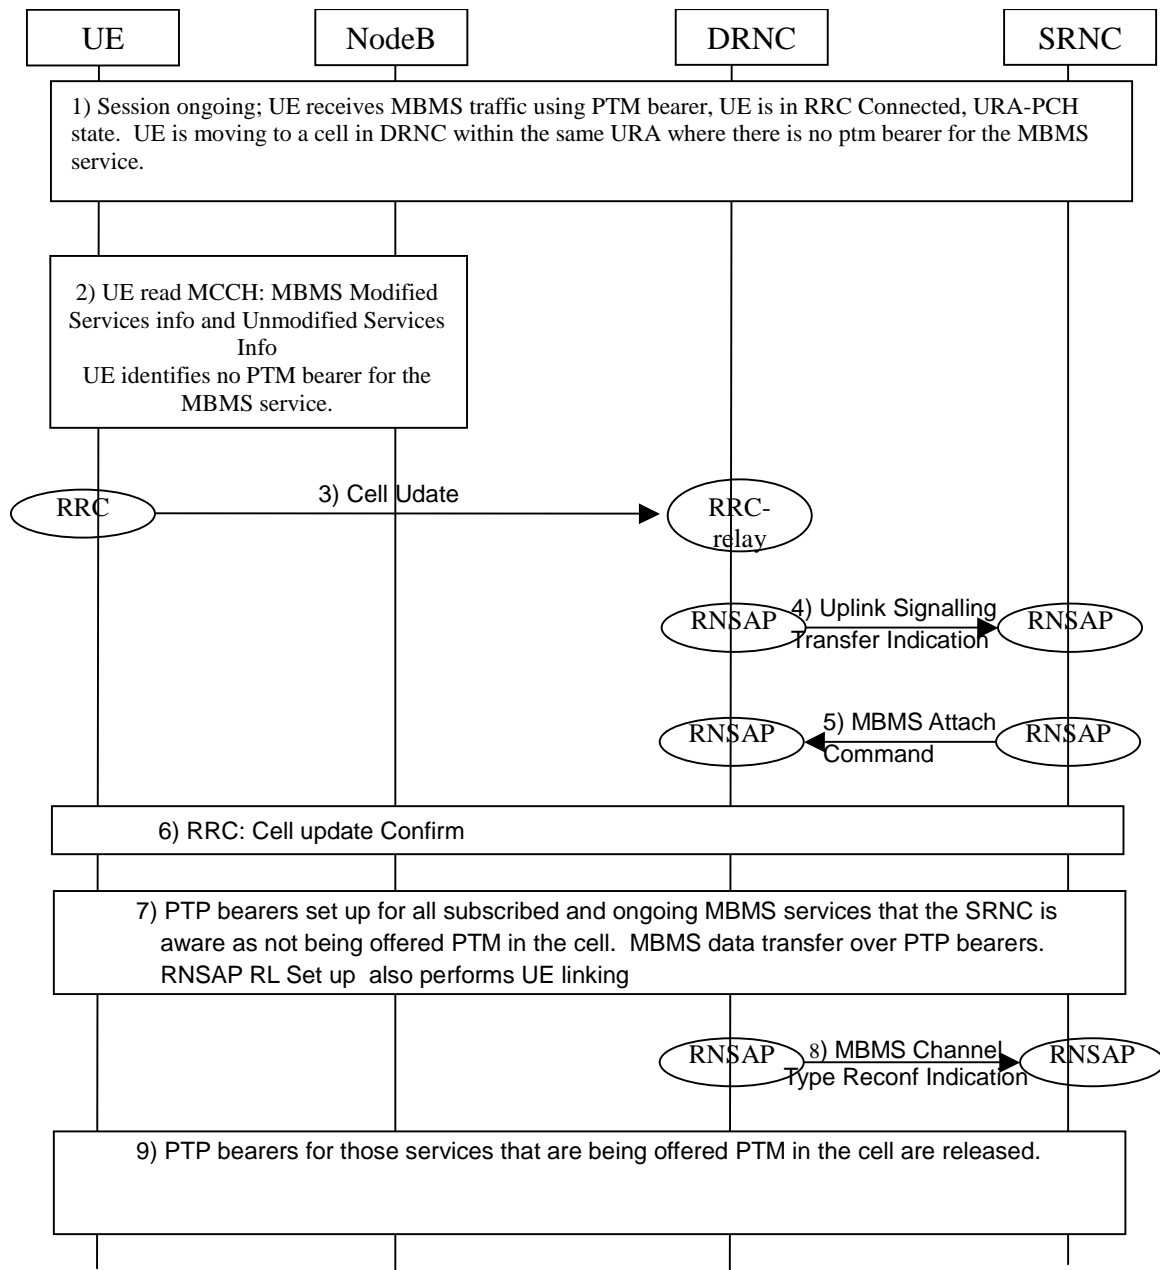 UE
NodeB
DRNC
SRNC
1) Session ongoing; UE receives MBMS traffic using PTM bearer, UE is in RRC Connected, URA-PCH
state.  UE is moving to a cell in DRNC within the same URA where there is no ptm bearer for the MBMS
service.
2) UE read MCCH: MBMS Modified
Services info and Unmodified Services
Info
UE identifies no PTM bearer for the
MBMS service.
RRC
3) Cell Udate
RRC-
relay
RNSAP
4) Uplink Signalling
Transfer Indication
RNSAP
RNSAP
5) MBMS Attach
Command
RNSAP
6) RRC: Cell update Confirm
7) PTP bearers set up for all subscribed and ongoing MBMS services that the SRNC is
aware as not being offered PTM in the cell.  MBMS data transfer over PTP bearers.
RNSAP RL Set up  also performs UE linking
RNSAP
8) MBMS Channel
Type Reconf Indication
RNSAP
9) PTP bearers for those services that are being offered PTM in the cell are released.